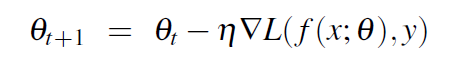 θ_{t+1} = θ_t − η∇L(f(x;θ),y)